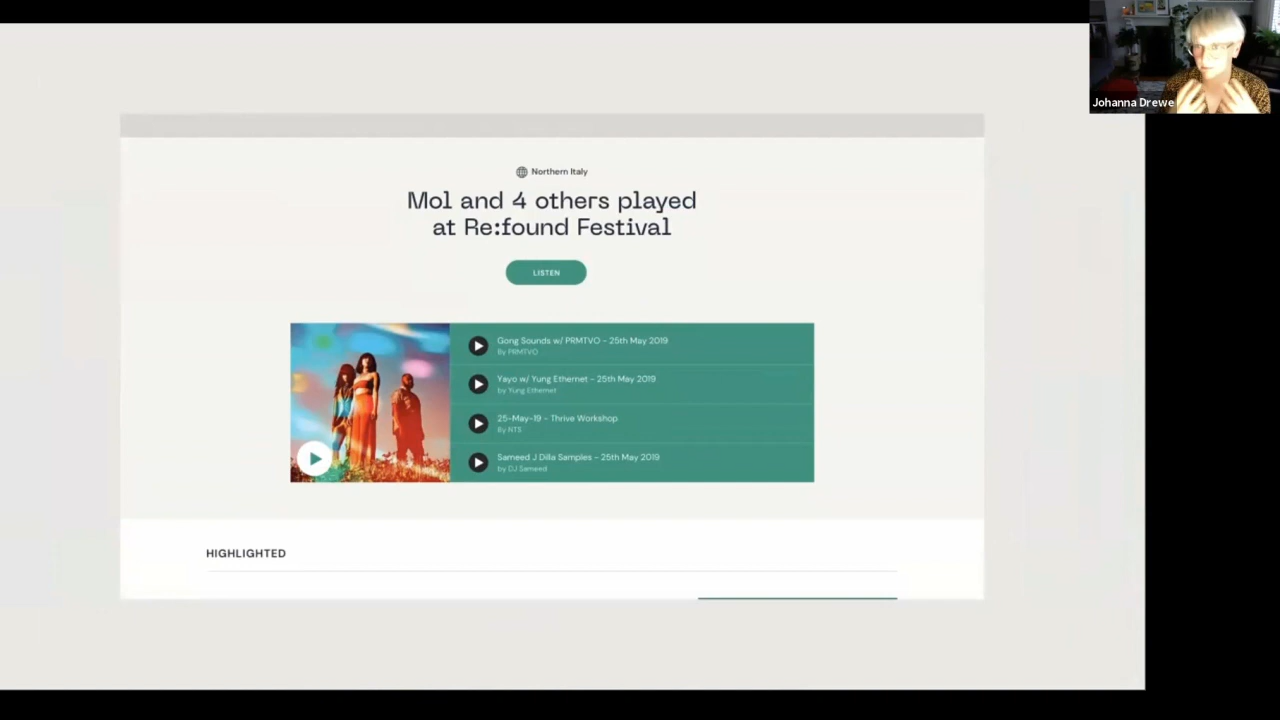 Johanna Drewe
Northern Italy
Mol and 4 others played
at Re:found Festival
LISTEN
Gong Sounds w/ PRMTVO - 25th May 2019
By PRMTVO
Yayo w/ Yung Ethernet - 25th May 2019
by Yung Ethernet
25-May-19 - Thrive Workshop
By NTS
Sameed J Dilla Samples - 25th May 2019
by DJ Sameed
HIGHLIGHTED